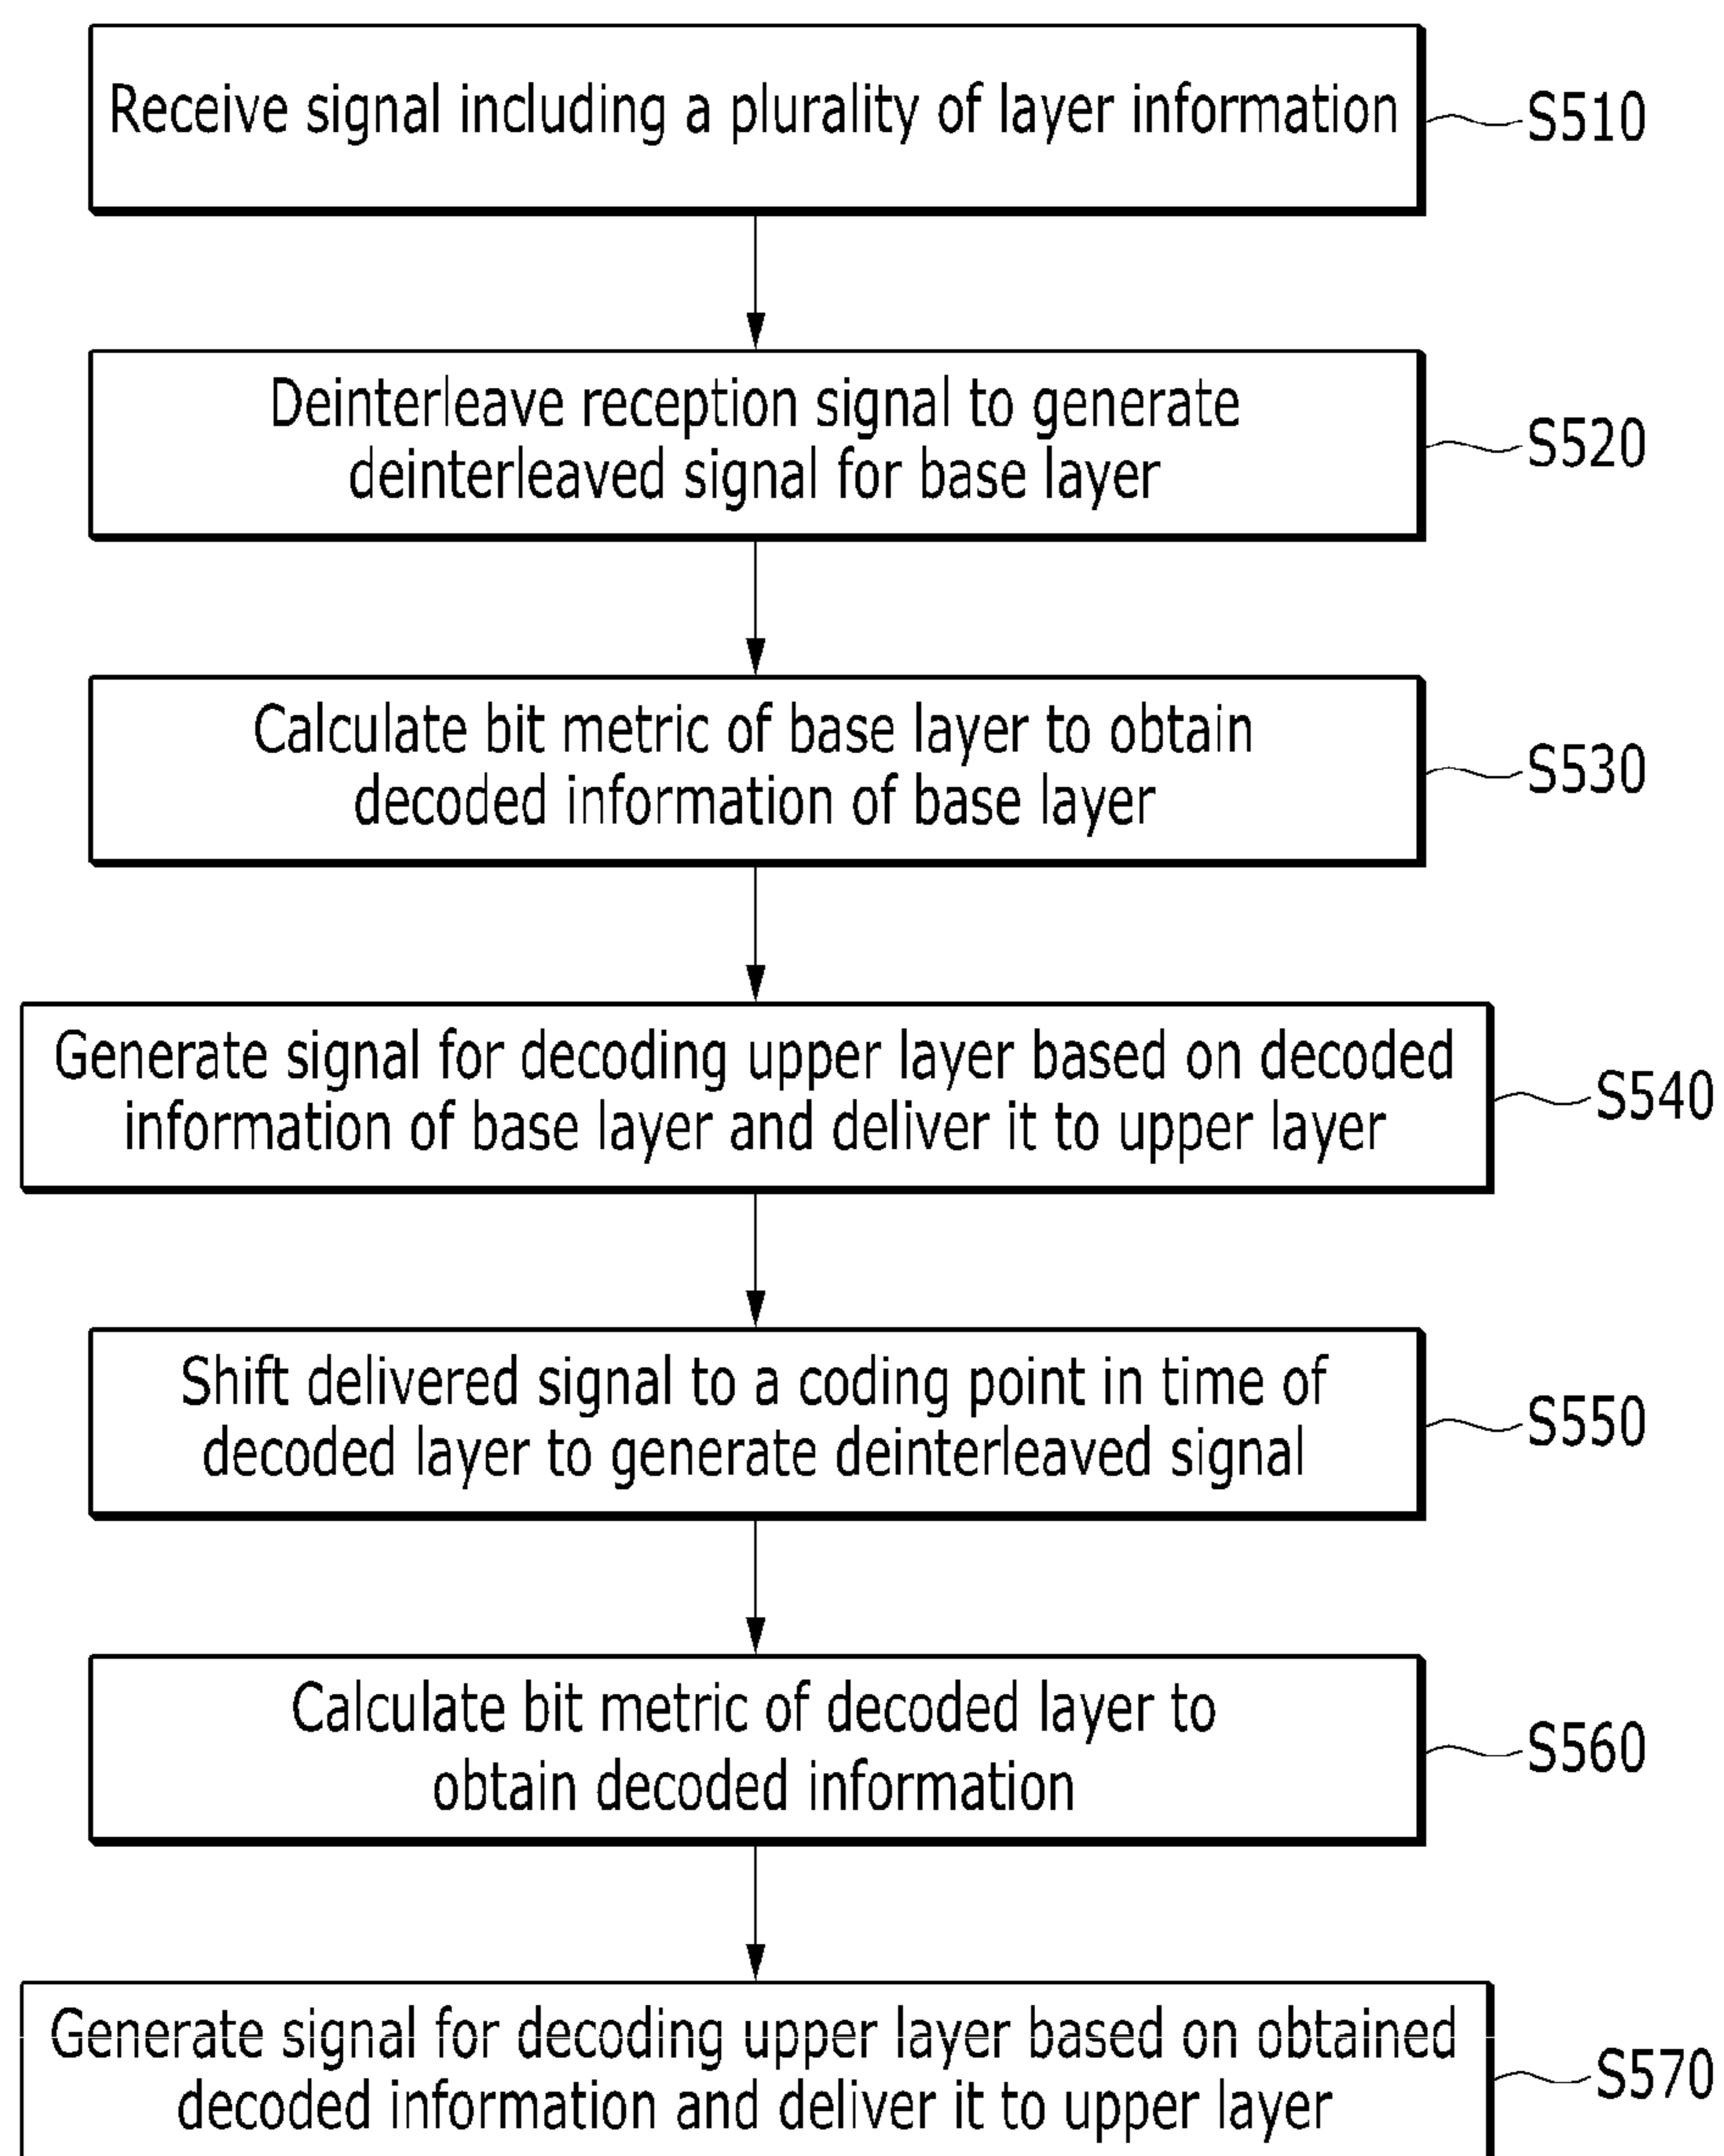 Receive signal including a plurality of layer information
S510
Deinterleave reception signal to generate
deinterleaved signal for base layer
S520
Calculate bit metric of base layer to obtain
decoded information of base layer
S530
Generate signal for decoding upper layer based on decoded
information of base layer and deliver it to upper layer
S540
Shift delivered signal to a coding point in time of
decoded layer to generate deinterleaved signal
S550
Calculate bit metric of decoded layer to
obtain decoded information
S560
Generate signal for decoding upper layer based on obtained
decoded information and deliver it to upper layer
S570